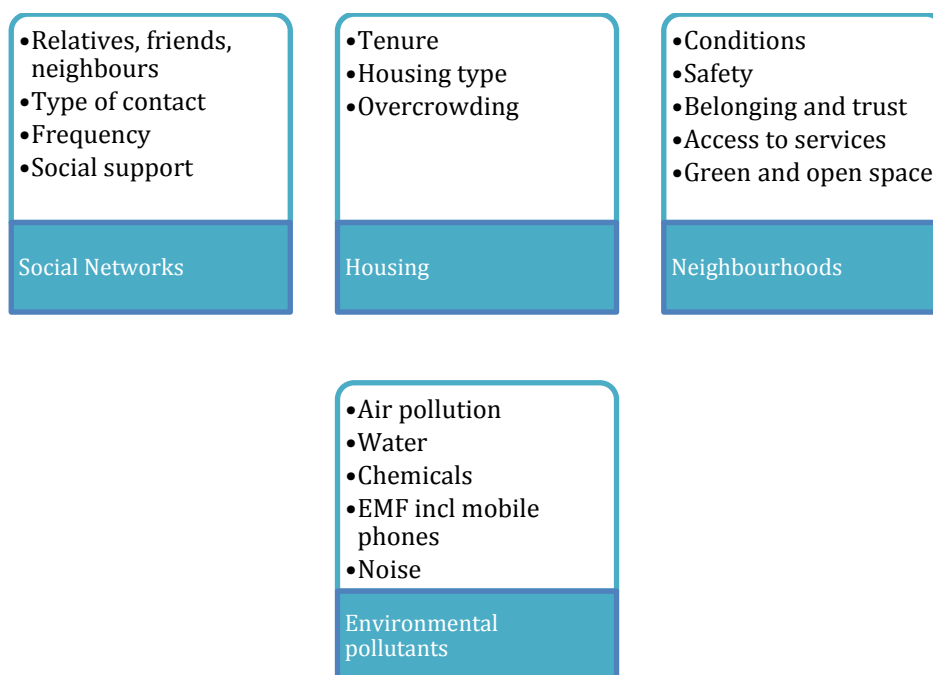 •Relatives, friends,
neighbours
•Type of contact
•Frequency
•Social support
Social Networks
•Tenure
•Housing type
•Overcrowding
Housing
•Conditions
•Safety
•Belonging and trust
•Access to services
•Green and open space
Neighbourhoods
•Air pollution
•Water
•Chemicals
•EMF incl mobile
phones
•Noise
Environmental
pollutants